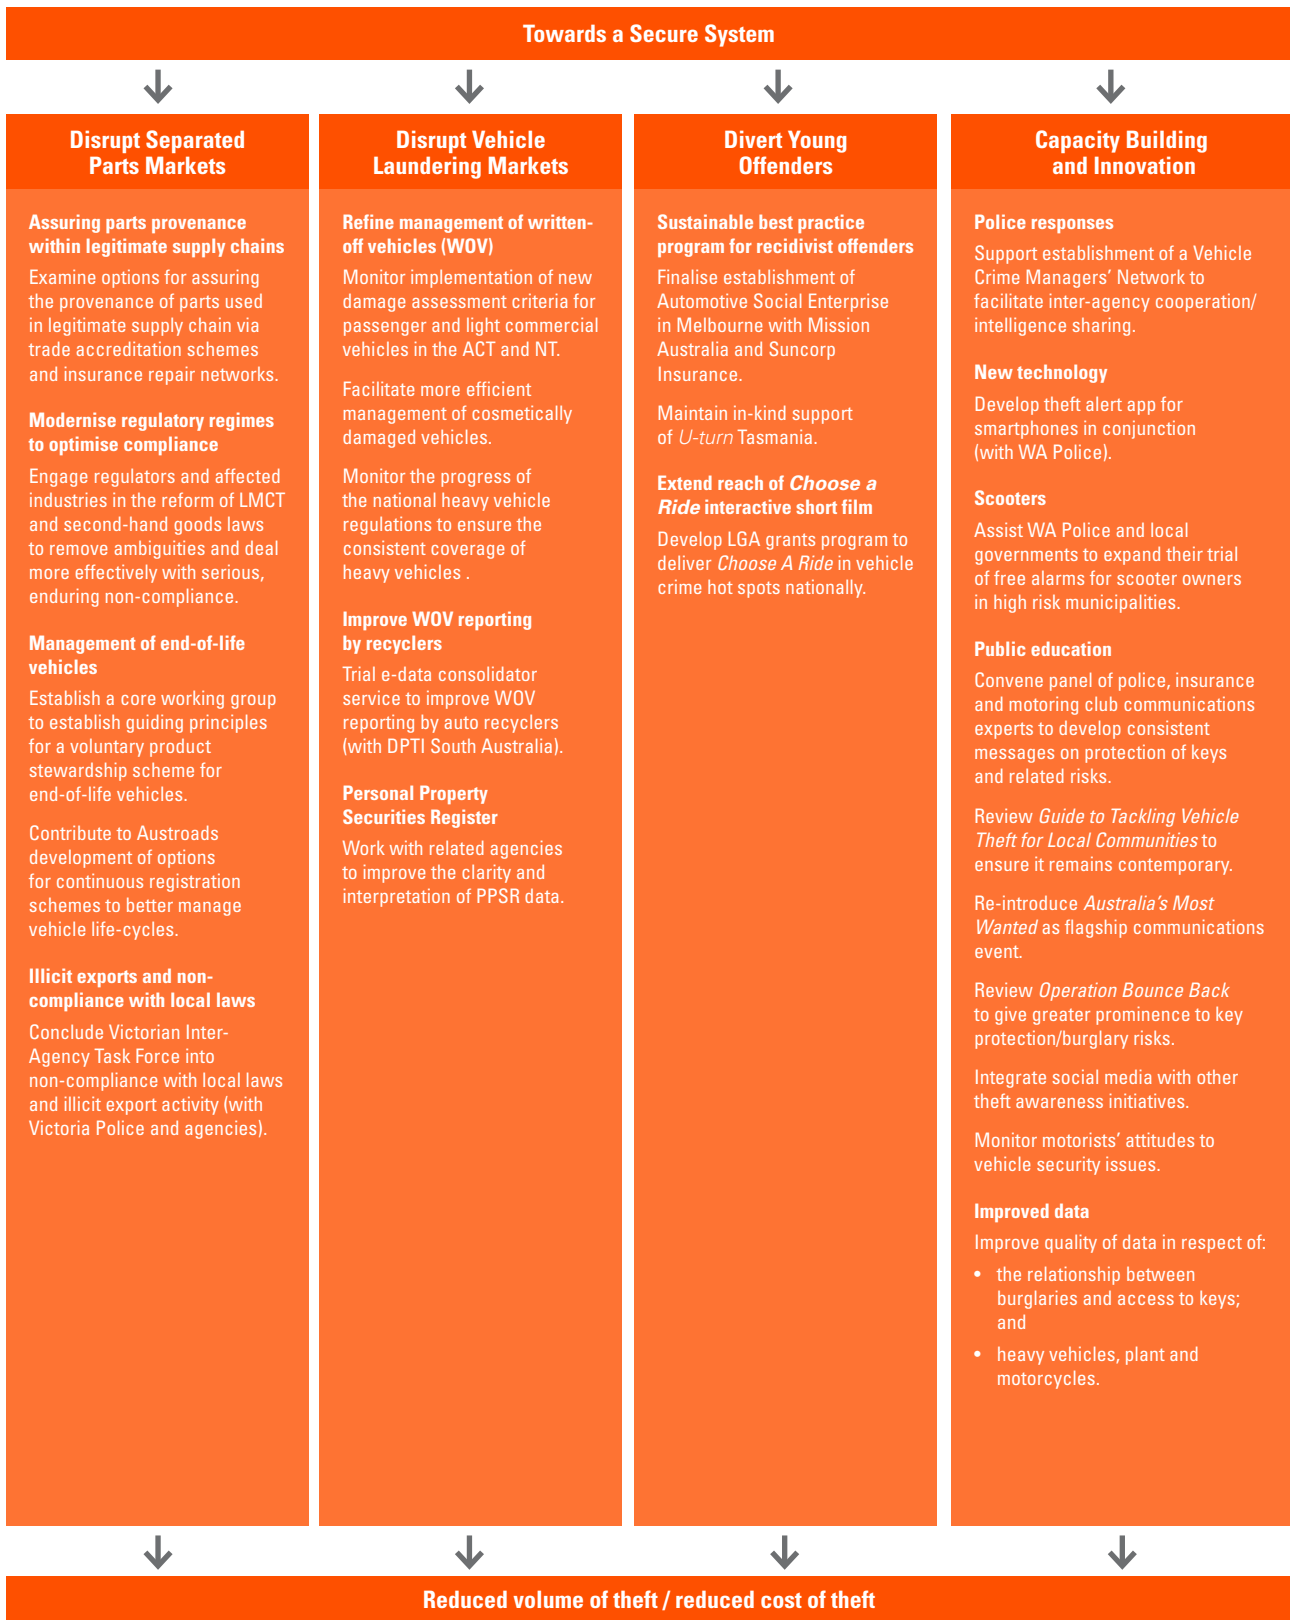 Towards a Secure System
Disrupt Separated
Parts Markets
Assuring parts provenance
within legitimate supply chains
Examine options for assuring
the provenance of parts used
in legitimate supply chain via
trade accreditation schemes
and insurance repair networks.
Modernise regulatory regimes
to optimise compliance
Engage regulators and affected
industries in the reform of LMCT
and second-hand goods laws
to remove ambiguities and deal
more effectively with serious,
enduring non-compliance.
Management of end-of-life
vehicles
Establish a core working group
to establish guiding principles
for a voluntary product
stewardship scheme for
end-of-life vehicles.
Contribute to Austroads
development of options
for continuous registration
schemes to better manage
vehicle life-cycles.
Illicit exports and non-
compliance with local laws
Conclude Victorian Inter-
Agency Task Force into
non-compliance with local laws
and illicit export activity (with
Victoria Police and agencies).
Disrupt Vehicle
Laundering Markets
Refine management of written-
off vehicles (WOV)
Monitor implementation of new
damage assessment criteria for
passenger and light commercial
vehicles in the ACT and NT.
Facilitate more efficient
management of cosmetically
damaged vehicles.
Monitor the progress of
the national heavy vehicle
regulations to ensure the
consistent coverage of
heavy vehicles .
Improve WOV reporting
by recyclers
Trial e-data consolidator
service to improve WOV
reporting by auto recyclers
(with DPTI South Australia).
Personal Property
Securities Register
Work with related agencies
to improve the clarity and
interpretation of PPSR data.
Divert Young
Offenders
Sustainable best practice
program for recidivist offenders
Finalise establishment of
Automotive Social Enterprise
in Melbourne with Mission
Australia and Suncorp
Insurance.
Maintain in-kind support
of U-turn Tasmania.
Extend reach of Choose a
Ride interactive short film
Develop LGA grants program to
deliver Choose A Ride in vehicle
crime hot spots nationally.
Capacity Building
and Innovation
Police responses
Support establishment of a Vehicle
Crime Managers’ Network to
facilitate inter-agency cooperation/
intelligence sharing.
New technology
Develop theft alert app for
smartphones in conjunction
(with WA Police).
Scooters
Assist WA Police and local
governments to expand their trial
of free alarms for scooter owners
in high risk municipalities.
Public education
Convene panel of police, insurance
and motoring club communications
experts to develop consistent
messages on protection of keys
and related risks.
Review Guide to Tackling Vehicle
Theft for Local Communities to
ensure it remains contemporary.
Re-introduce Australia’s Most
Wanted as flagship communications
event.
Review Operation Bounce Back
to give greater prominence to key
protection/burglary risks.
Integrate social media with other
theft awareness initiatives.
Monitor motorists’ attitudes to
vehicle security issues.
Improved data
Improve quality of data in respect of:
• the relationship between
burglaries and access to keys;
and
• heavy vehicles, plant and
motorcycles.
Reduced volume of theft / reduced cost of theft